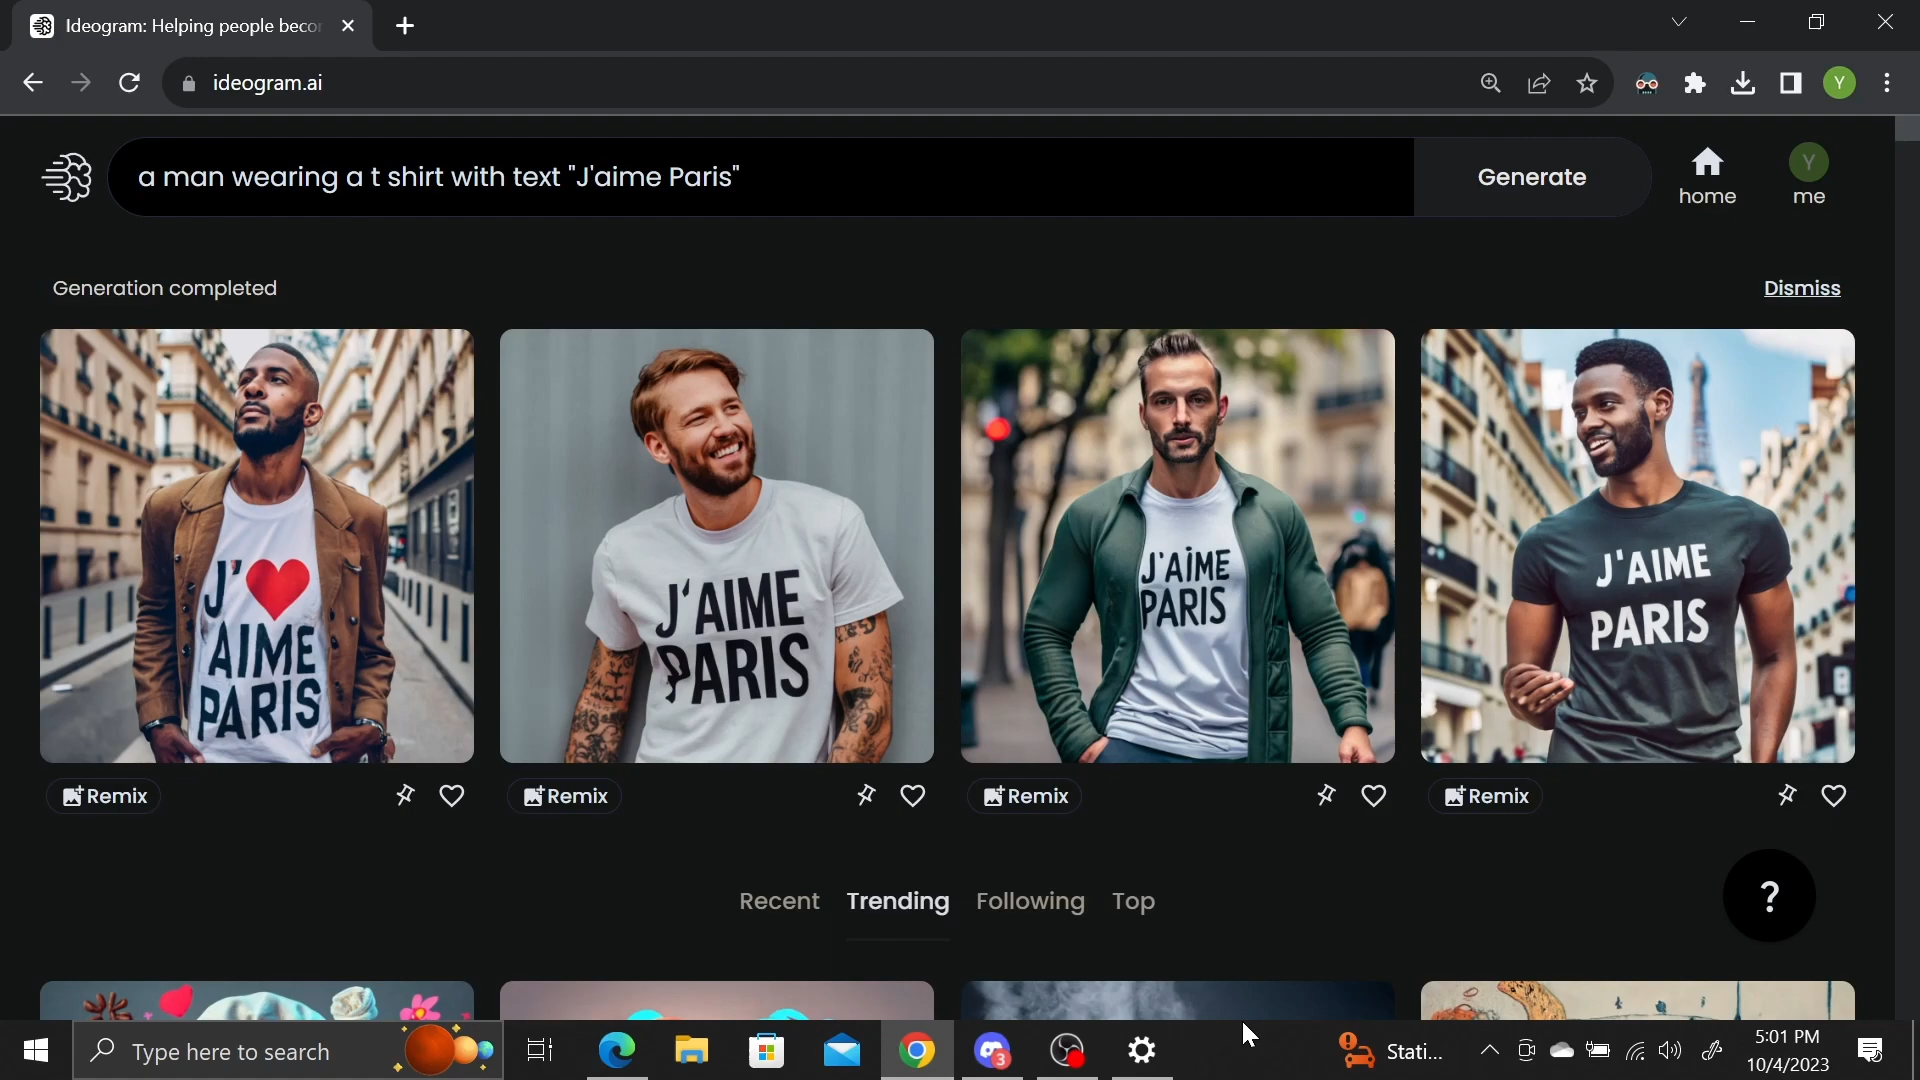 Ideogram: Helping people beco
ideogram.ai
Y
a man wearing a t shirt with text "J'aime Paris"
Generate
home
Y
me
Generation completed
Dismiss
J'
AIME
PARIS
J'AIME
PARIS
J'AIME
PARIS
J'AIME
PARIS
Remix
Remix
Remix
Remix
Recent
Trending
Following
Top
?
Type here to search
3
Stati...
5:01 PM
10/4/2023